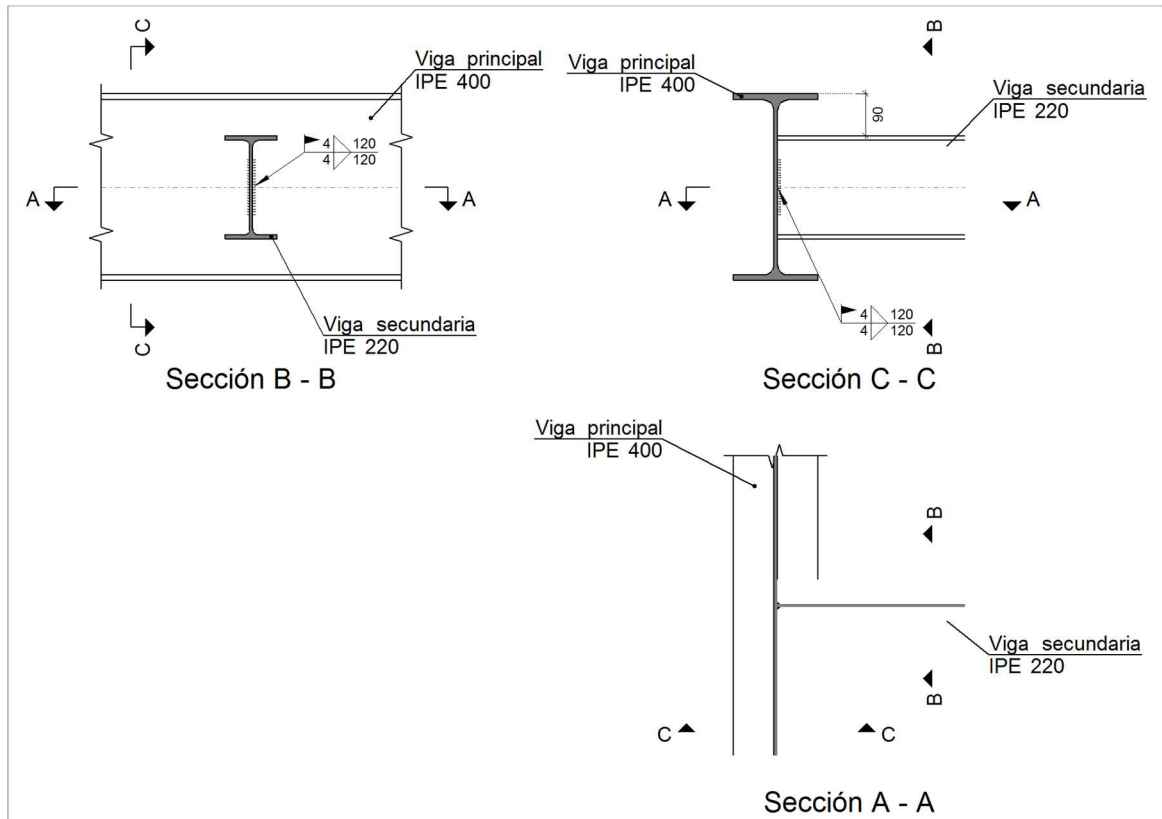 C
Viga principal
IPE 400
4 120
4 120
A
A
C
Viga secundaria
IPE 220
Sección B - B
B
Viga principal
IPE 400
90
Viga secundaria
IPE 220
A
A
4 120
4 120
B
Sección C - C
Viga principal
IPE 400
B
Viga secundaria
IPE 220
B
C
C
Sección A - A